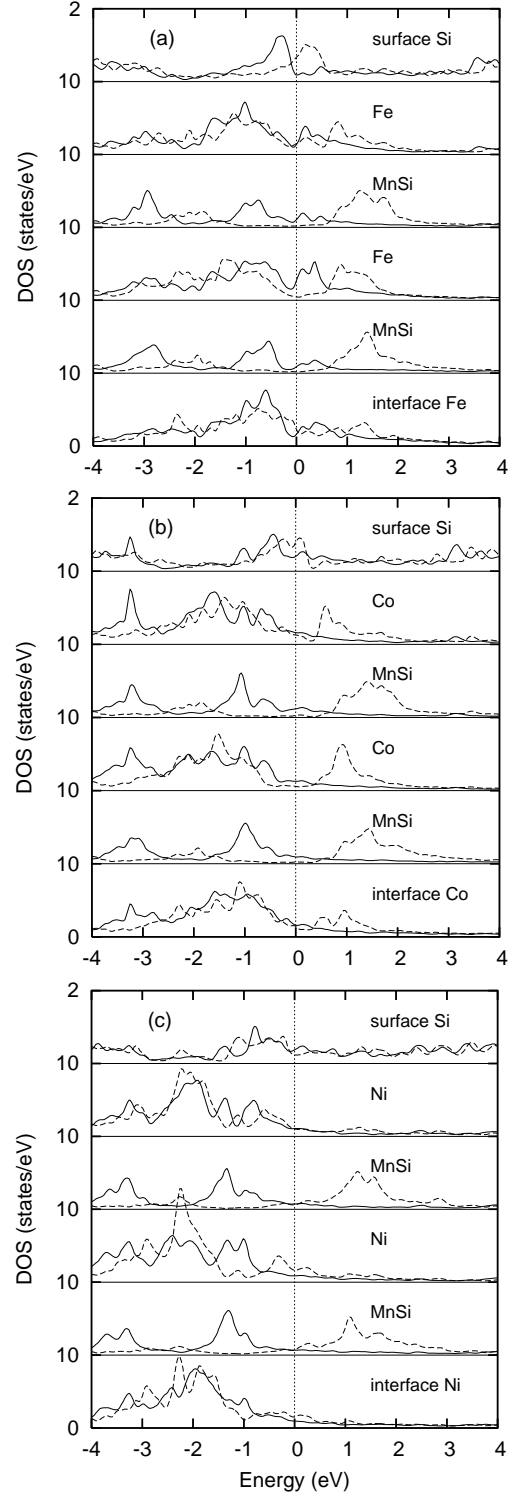 2
(a)
surface Si
10
Fe
10
MnSi
10
Fe
10
MnSi
10
interface Fe
0
-4 -3 -2 -1 0 1 2 3 4
DOS (states/eV)
2
(b)
surface Si
10
Co
10
MnSi
10
Co
10
MnSi
10
interface Co
0
-4 -3 -2 -1 0 1 2 3 4
DOS (states/eV)
2
(c)
surface Si
10
Ni
10
MnSi
10
Ni
10
MnSi
10
interface Ni
0
-4 -3 -2 -1 0 1 2 3 4
DOS (states/eV)
Energy (eV)